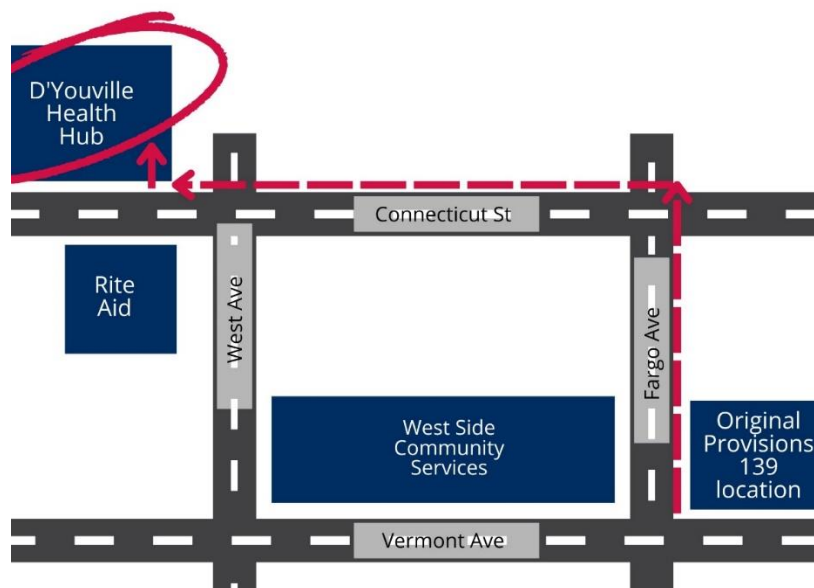 D'Youville
Health
Hub
Connecticut St
Rite
Aid
West Ave
Fargo Ave
West Side
Community
Services
Original
Provisions
139
location
Vermont Ave